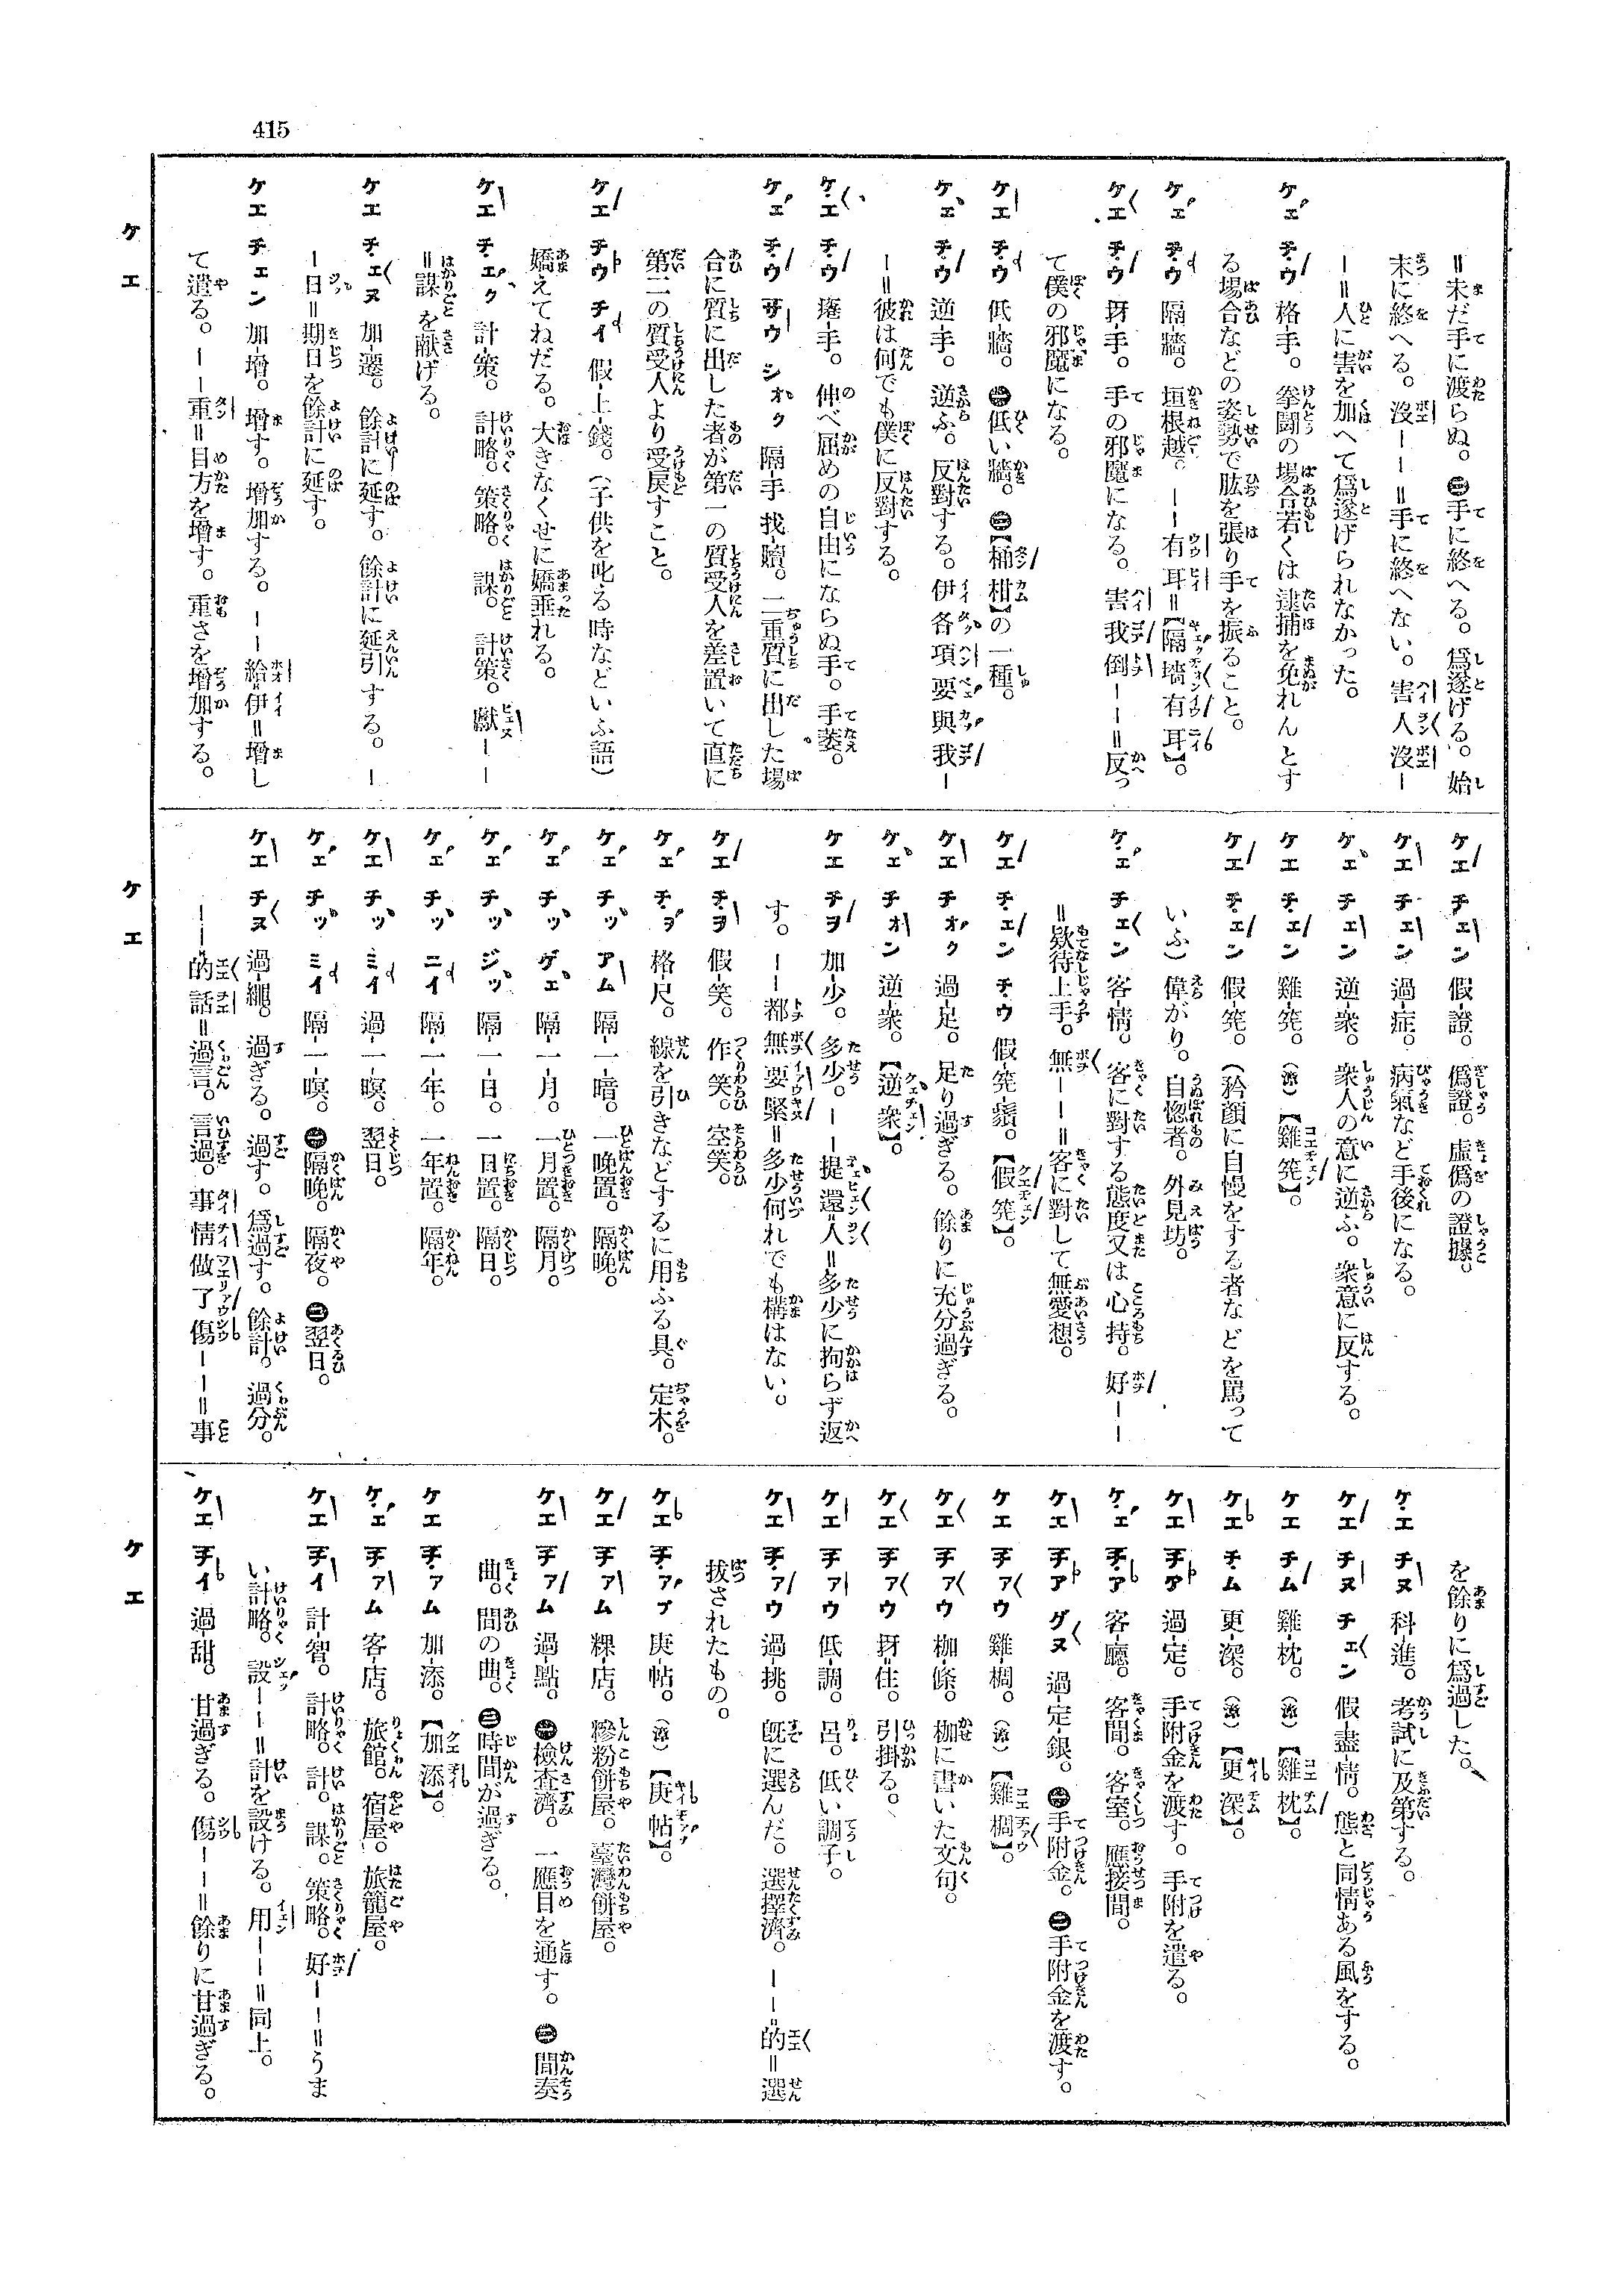 415
＝未だ手に渡らぬ。㊁手に終へる。爲遂げる。始
末に終へる。沒－－＝手に終へない。害人沒－
－＝人に害を加へて爲遂げられなかった。
ケエ チウ 格-手。拳鬪の場合若くは逮捕を免れんとす
る場合などの姿勢で肱を張り手を振ること。
ケエ チウ 隔-牆。垣根越。－－有耳＝【隔墻有耳】。
ケエ チウ 手の邪魔になる。害我倒－－＝反っ
て僕の邪魔になる。
ケエ チウ 低-牆。㊀低い牆。㊁【桶柑】の一種。
ケエ チウ 逆-手。逆ふ。反對する。伊各項要與我－
－＝彼は何でも僕に反對する。
ケエ チウ 手。伸べ屈めの自由にならぬ手。手萎。
ケエ チウ サウ シオク 隔-手 找-贖。二重質に出した場
合に質に出した者が第一の質受人を差置いて直に
第二の質受人より受戾すこと。
ケエ チウ チイ 假-上-錢。(子供を叱る時などいふ語)
嬌えてねだる。大きなくせに嬌垂れる。
ケエ チエク 計-策。計略。策略。謀。計策。獻－－
＝謀を献げる。
ケエ チエヌ 加-遷。餘計に延す。餘計に延引する。－
－日＝期日を餘計に延す。
ケエ チエン 加-增。增す。增加する。－－給伊＝增し
て遣る。－－重＝目方を增す。重さを增加する。
ケエ チエン 假-證。僞證。虛僞の證據。
ケエ チエン 過-症。病氣など手後になる。
ケエ チエン 逆-衆。衆人の意に逆ふ。衆意に反する。
ケエ チエン 雞-筅。(漳)【雞筅】。
ケエ チエン 假-筅。(矜顏に自慢をする者などを罵って
いふ) 偉がり。自惚者。外見坊。
ケエ チエン 客-情。客に對する態度又は心持。好－－
＝欵待上手。無－－＝客に對して無愛想。
ケエ チエン チウ 假-筅-鬚。【假筅】。
ケエ チオク 過-足。足り過ぎる。餘りに充分過ぎる。
ケエ チオン 逆-衆。【逆衆】。
ケエ チヲ 加-少。多少。－－提還人＝多少に拘らず返
す。－－都無要緊＝多少何れでも構はない。
ケエ チヲ 假-笑。作笑。空笑。
ケエ チヲ 格-尺。線を引きなどするに用ふる具。定木。
ケエ チツ アム 隔-一-暗。一晩置。隔晩。
ケエ チツ ゲエ 隔-一-月。一月置。隔月。
ケエ チツ ジツ 隔-一-日。一日置。隔日。
ケエ チツ ニイ 隔-一-年。一年置。隔年。
ケエ チツ ミイ 過-一-暝。翌日。
ケエ チツ ミイ 隔-一-暝。㊀隔晩。隔夜。㊁翌日。
ケエ チヌ 過-繩。過ぎる。過す。爲過す。餘計。過分。
－－的話＝過言。言過。事情做了傷－－＝事
を餘りに爲過した。
ケエ チヌ 科-進。考試に及第する。
ケエ チヌ チエン 假-盡-情。態と同情ある風をする。
ケエ チム 雞-枕。(漳)【雞枕】。
ケエ チム 更-深。(漳)【更深】。
ケエ チア 過-定。手附金を渡す。手附を遣る。
ケエ チア 客-廳。客間。客室。應接間。
ケエ チア グヌ 過-定-銀。㊀手附金。㊁手附金を渡す。
ケエ チアウ 雞-椆。(漳)【雞椆】。
ケエ チアウ 枷-條。枷に書いた文句。
ケエ チアウ 引掛る。
ケエ チアウ 低-調。呂。低い調子。
ケエ チアウ 過-挑。旣に選んだ。選擇濟。－－的＝選
拔されたもの。
ケエ チアプ 庚帖。(漳)【庚帖】。
ケエ チアム 粿-店。糝粉餅屋。臺灣餅屋。
ケエ チアム 過-點。㊀檢査濟。一應目を通す。㊁間奏
曲。間の曲。㊂時間が過ぎる。
ケエ チアム 加-添。【加添】。
ケエ チアム 客-店。旅館。宿屋。旅籠屋。
ケエ チイ 計-智。計略。計。謀。策略。好－－＝うま
い計略。設－－＝計を設ける。用－－＝同上。
ケエ チイ 過-甜。甘過ぎる。傷－－＝餘りに甘過ぎる。
ケエ
ケエ
ケエ